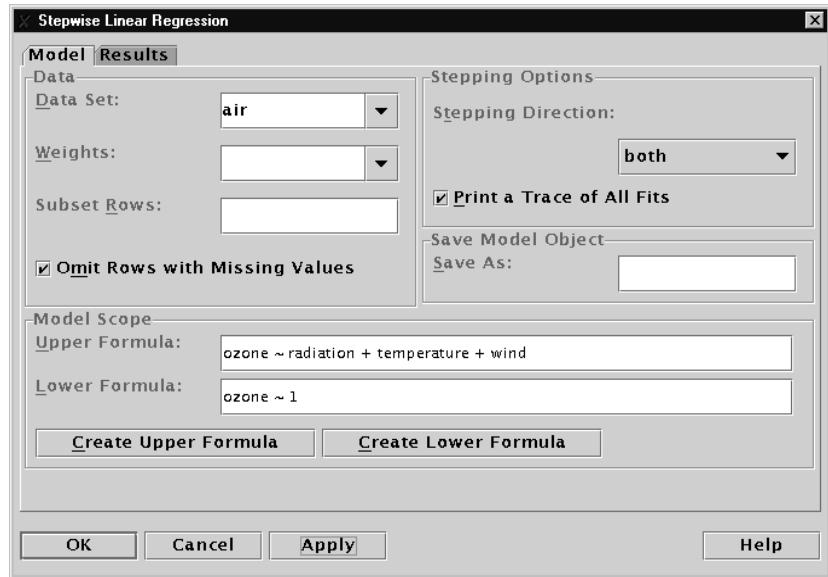 Stepwise Linear Regression
Model Results
Data
Data Set:
air
Weights:
Subset Rows:
Omit Rows with Missing Values
Stepping Options
Stepping Direction:
both
Print a Trace of All Fits
Save Model Object
Save As:
Model Scope
Upper Formula:
ozone ~ radiation + temperature + wind
Lower Formula:
ozone ~ 1
Create Upper Formula
Create Lower Formula
OK
Cancel
Apply
Help